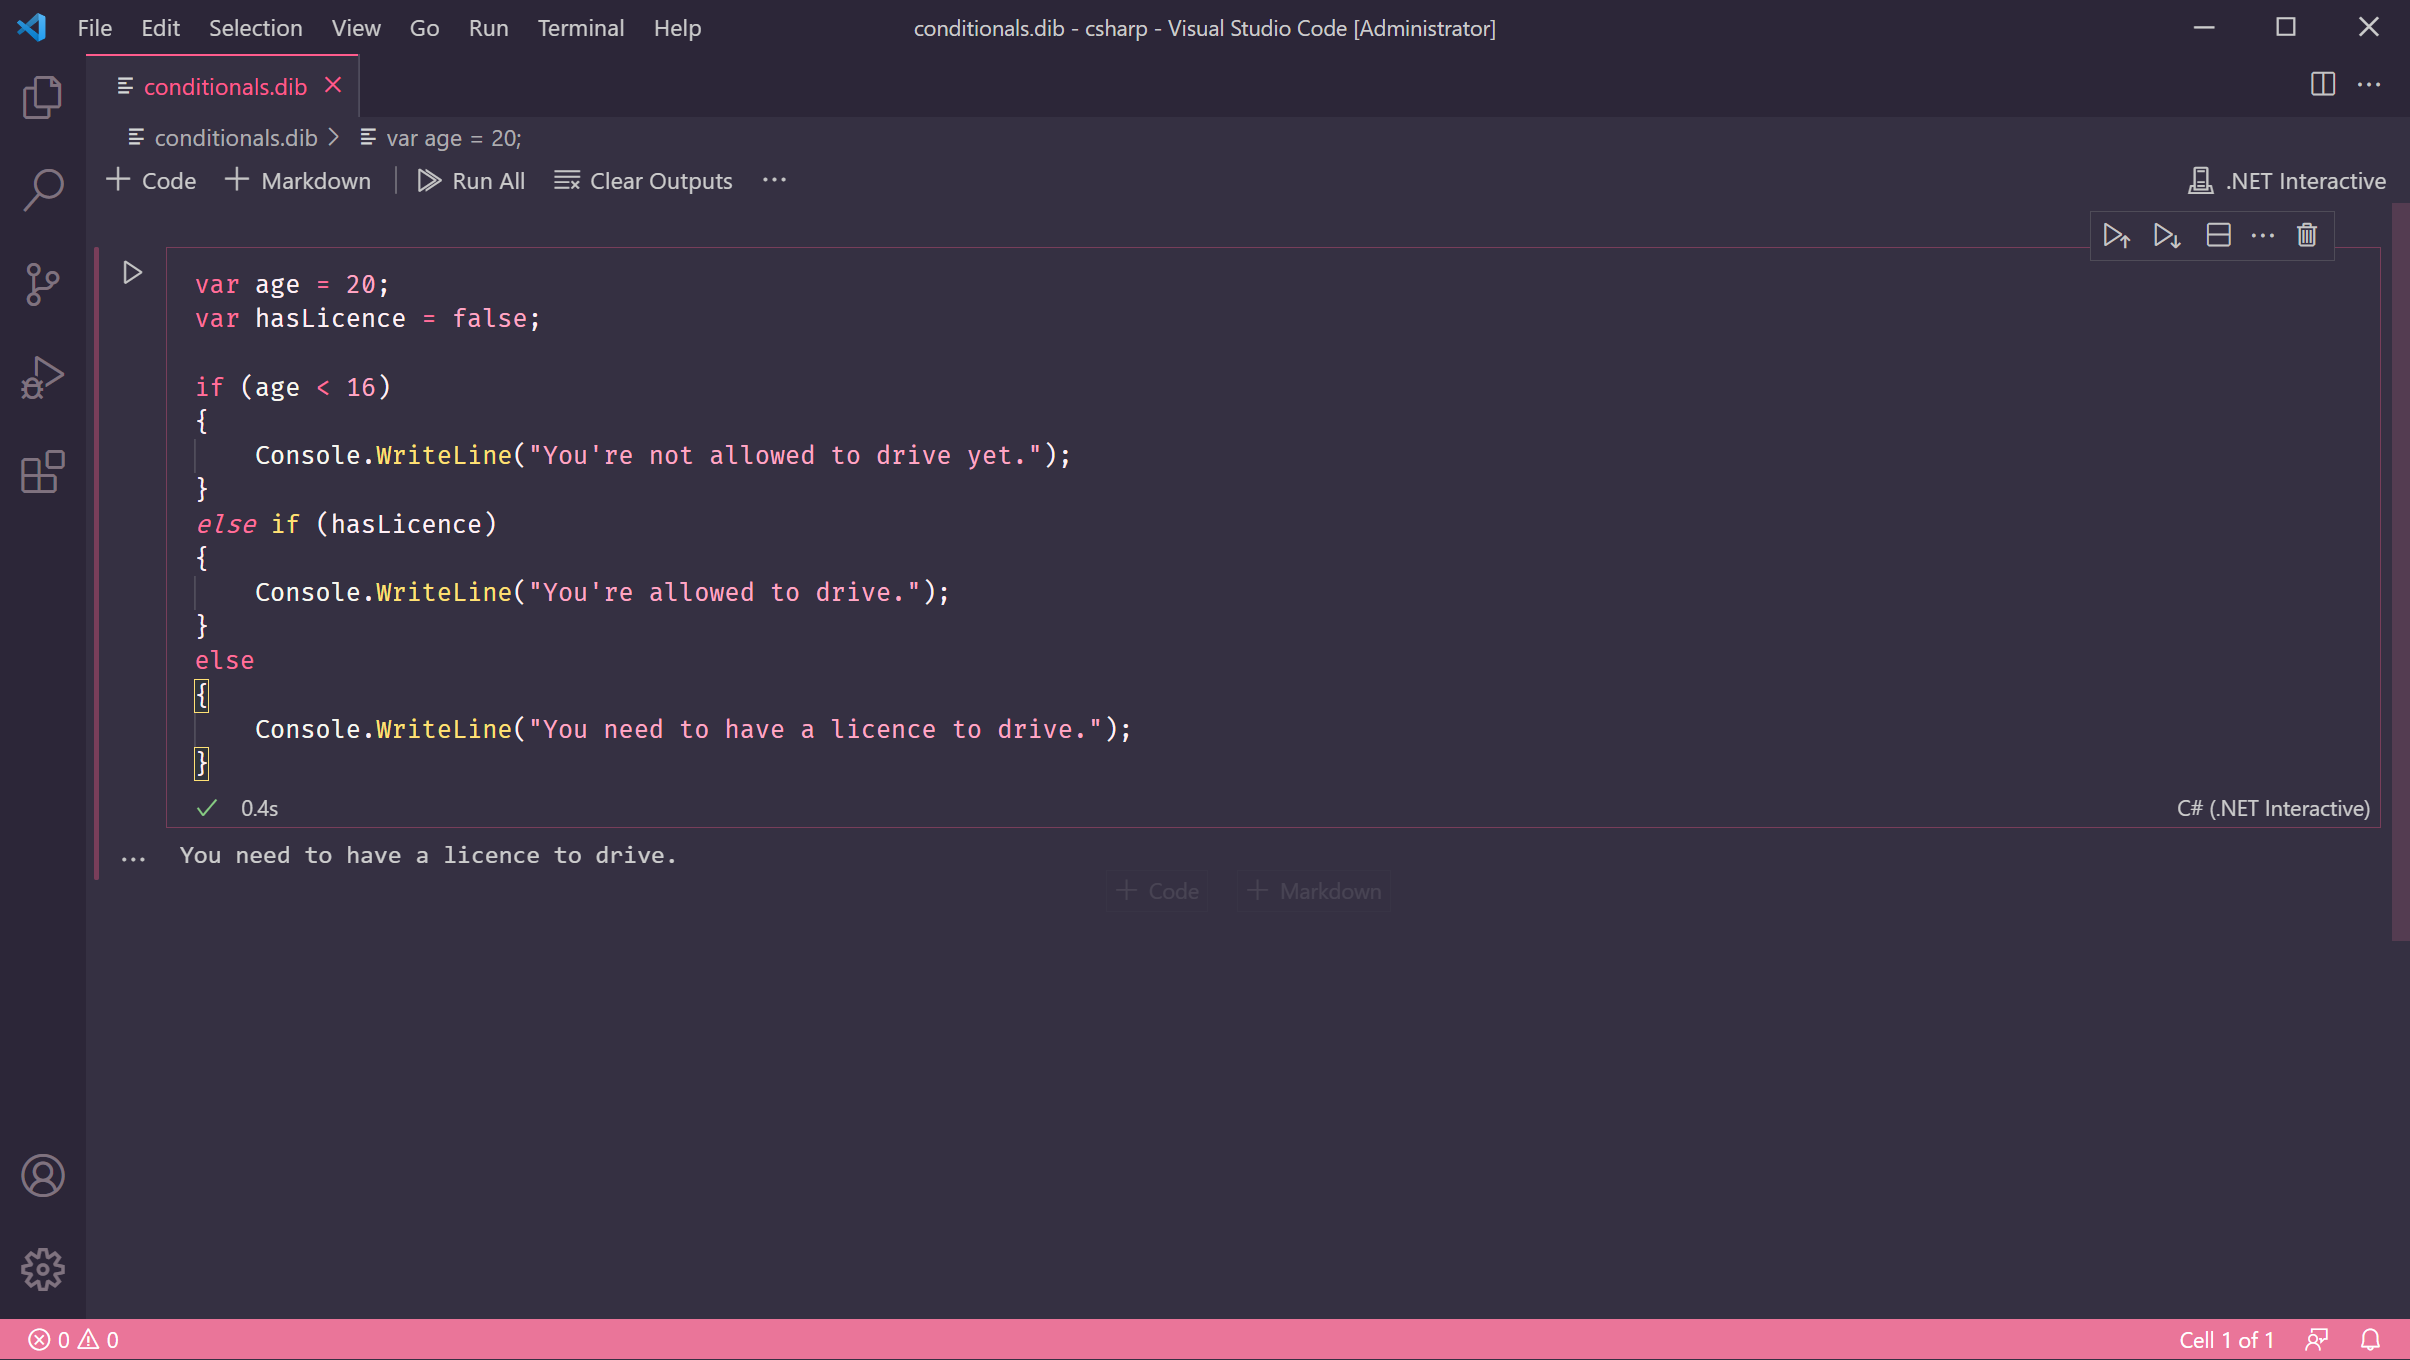 File Edit Selection View Go Run Terminal Help conditionals.dib - csharp - Visual Studio Code [Administrator]
conditionals.dib
conditionals.dib > var age = 20;
+ Code + Markdown | Run All Clear Outputs ··· .NET Interactive
var age = 20;
var hasLicence = false;
if (age < 16)
{
    Console.WriteLine("You're not allowed to drive yet.");
}
else if (hasLicence)
{
    Console.WriteLine("You're allowed to drive.");
}
else
{
    Console.WriteLine("You need to have a licence to drive.");
}
0.4s C# (.NET Interactive)
You need to have a licence to drive.
+ Code + Markdown
0 0 Cell 1 of 1